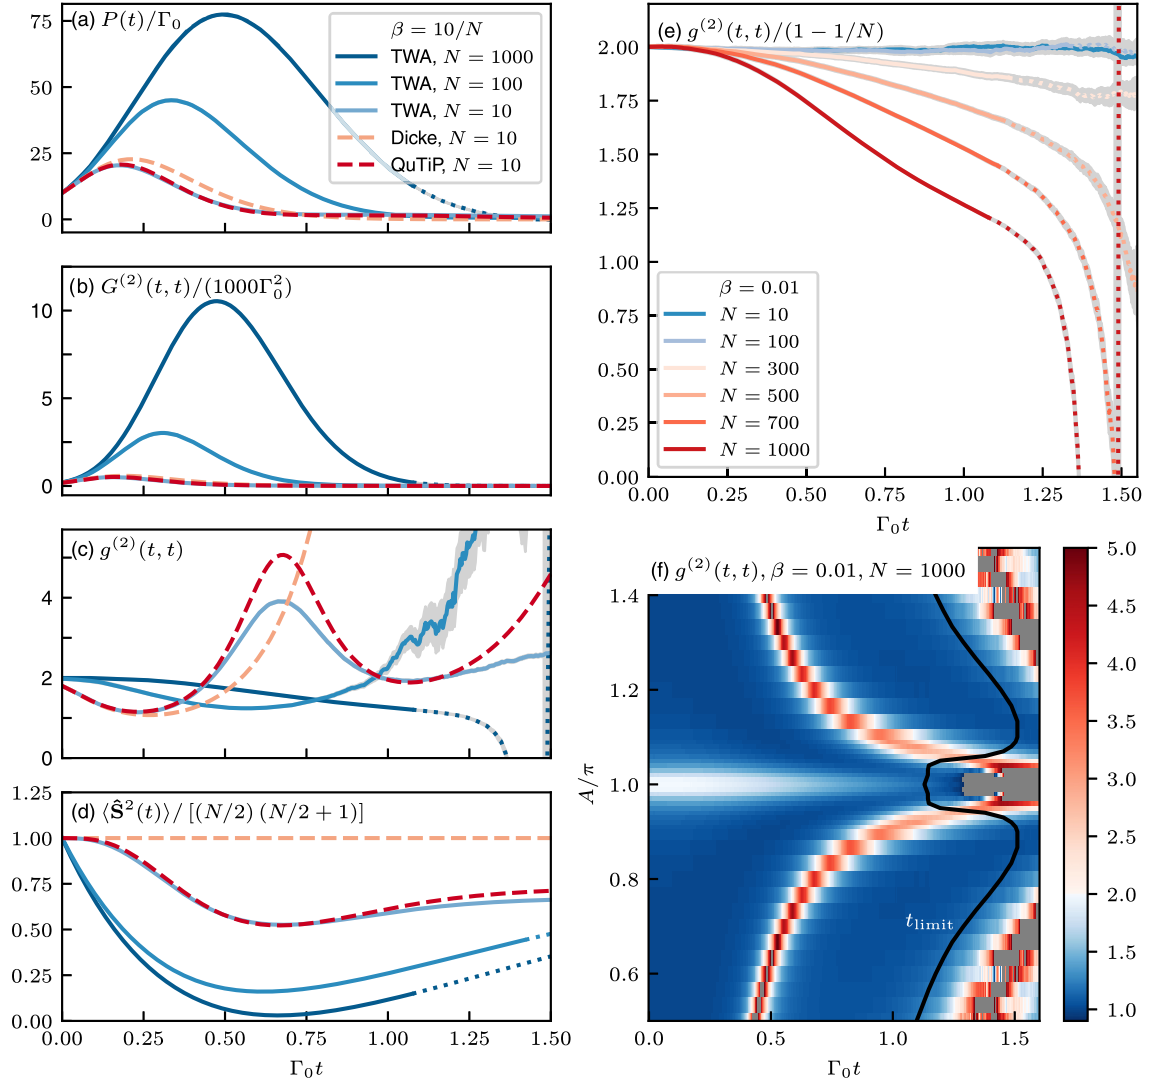 (a) P(t)/Γ₀
β = 10/N
TWA, N = 1000
TWA, N = 100
TWA, N = 10
Dicke, N = 10
QuTiP, N = 10
75
50
25
0
(b) G⁽²⁾(t, t)/(1000Γ₀²)
10
5
0
(c) g⁽²⁾(t, t)
4
2
0
(d) ⟨Ŝ²(t)⟩/ [(N/2) (N/2 + 1)]
1.25
1.00
0.75
0.50
0.25
0.00
0.00 0.25 0.50 0.75 1.00 1.25 1.50
Γ₀t
(e) g⁽²⁾(t, t)/(1 − 1/N)
2.00
1.75
1.50
1.25
1.00
0.75
0.50
0.25
0.00
β = 0.01
N = 10
N = 100
N = 300
N = 500
N = 700
N = 1000
0.00 0.25 0.50 0.75 1.00 1.25 1.50
Γ₀t
(f) g⁽²⁾(t, t), β = 0.01, N = 1000
1.4
1.2
1.0
0.8
0.6
A/π
t_limit
0.0 0.5 1.0 1.5
Γ₀t
5.0
4.5
4.0
3.5
3.0
2.5
2.0
1.5
1.0